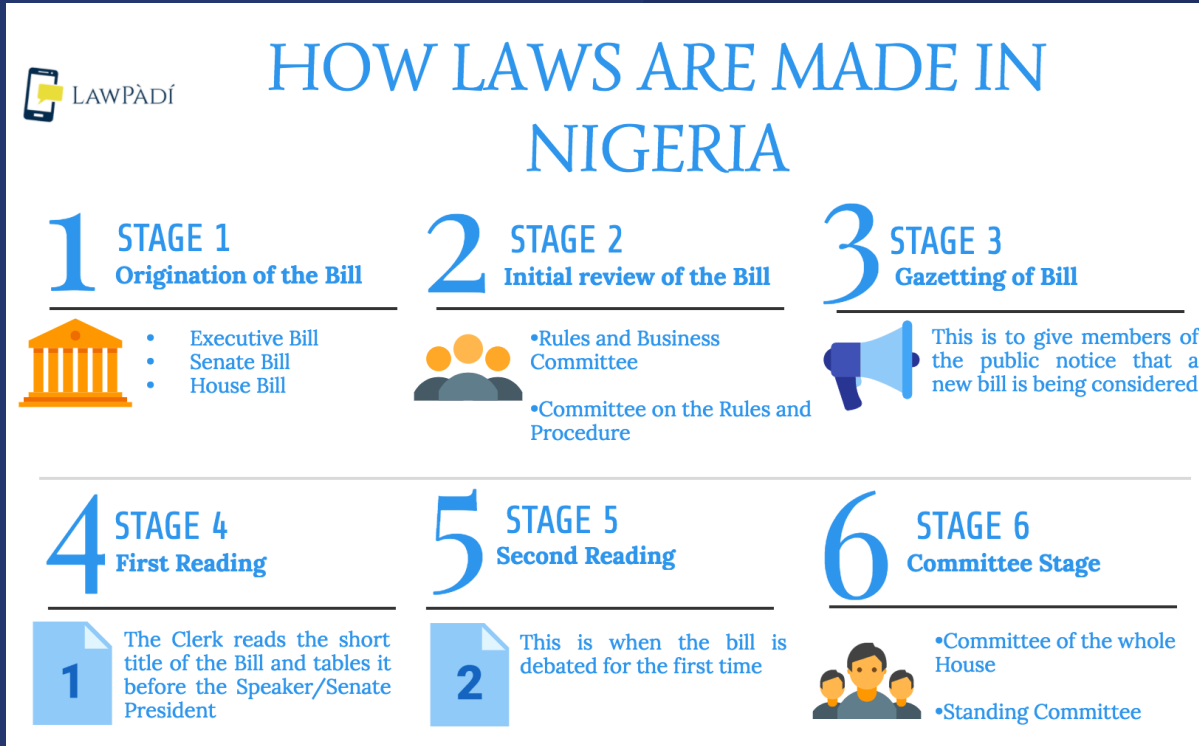 LAWPÀDÍ
HOW LAWS ARE MADE IN
NIGERIA
1
STAGE 1
Origination of the Bill
• Executive Bill
• Senate Bill
• House Bill
2
STAGE 2
Initial review of the Bill
•Rules and Business
Committee
•Committee on the Rules and
Procedure
3
STAGE 3
Gazetting of Bill
This is to give members of
the public notice that a
new bill is being considered
4
STAGE 4
First Reading
1
The Clerk reads the short
title of the Bill and tables it
before the Speaker/Senate
President
5
STAGE 5
Second Reading
2
This is when the bill is
debated for the first time
6
STAGE 6
Committee Stage
•Committee of the whole
House
•Standing Committee